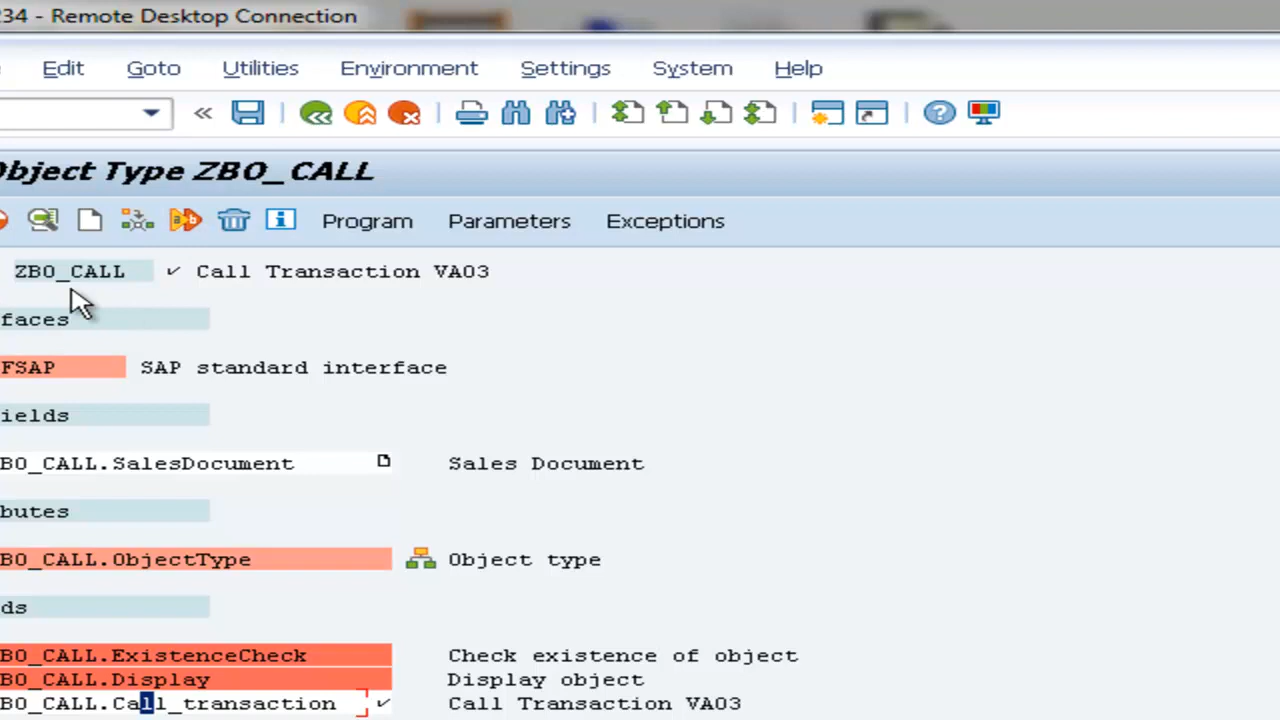 234 - Remote Desktop Connection
Edit Goto Utilities Environment Settings System Help
Object Type ZBO_CALL
Program Parameters Exceptions
ZBO_CALL ✓ Call Transaction VA03
faces
FSAP SAP standard interface
ields
BO_CALL.SalesDocument Sales Document
butes
BO_CALL.ObjectType Object type
ds
BO_CALL.ExistenceCheck Check existence of object
BO_CALL.Display Display object
BO_CALL.Call_transaction ✓ Call Transaction VA03